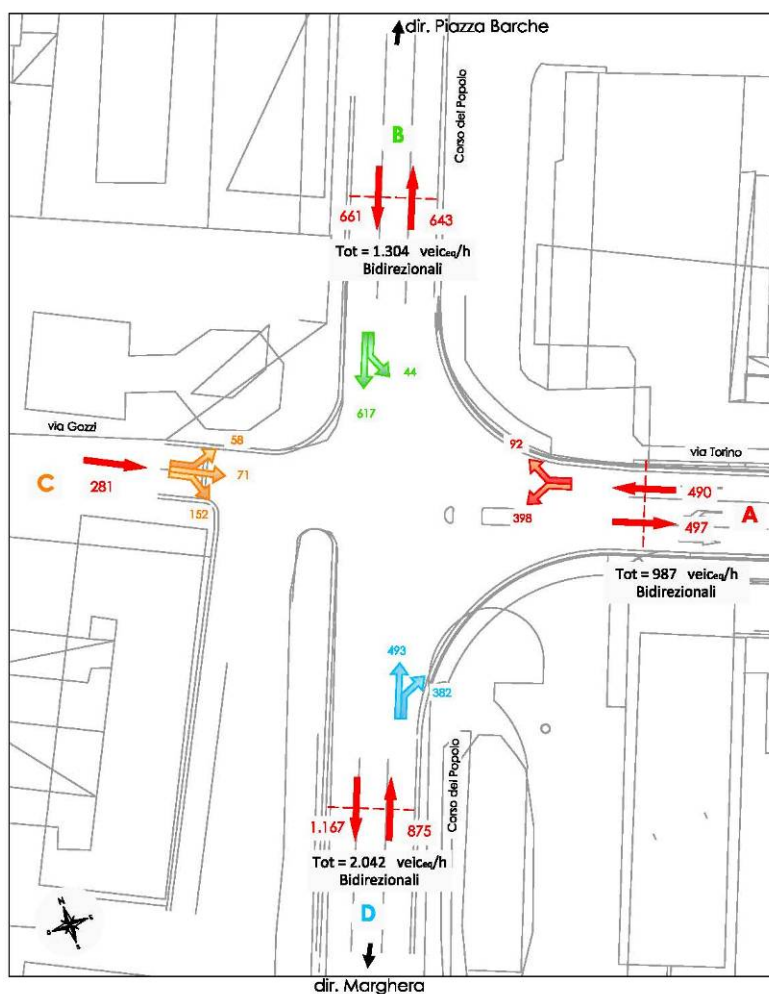 dir. Piazza Barche
Corso del Popolo
B
661
643
Tot = 1.304 veiceq/h
Bidirezionali
44
617
via Gozzi
58
92
via Torino
C
281
71
490
A
152
398
497
Tot = 987 veiceq/h
Bidirezionali
493
382
Corso del Popolo
1.167
875
Tot = 2.042 veiceq/h
Bidirezionali
D
N
dir. Marghera